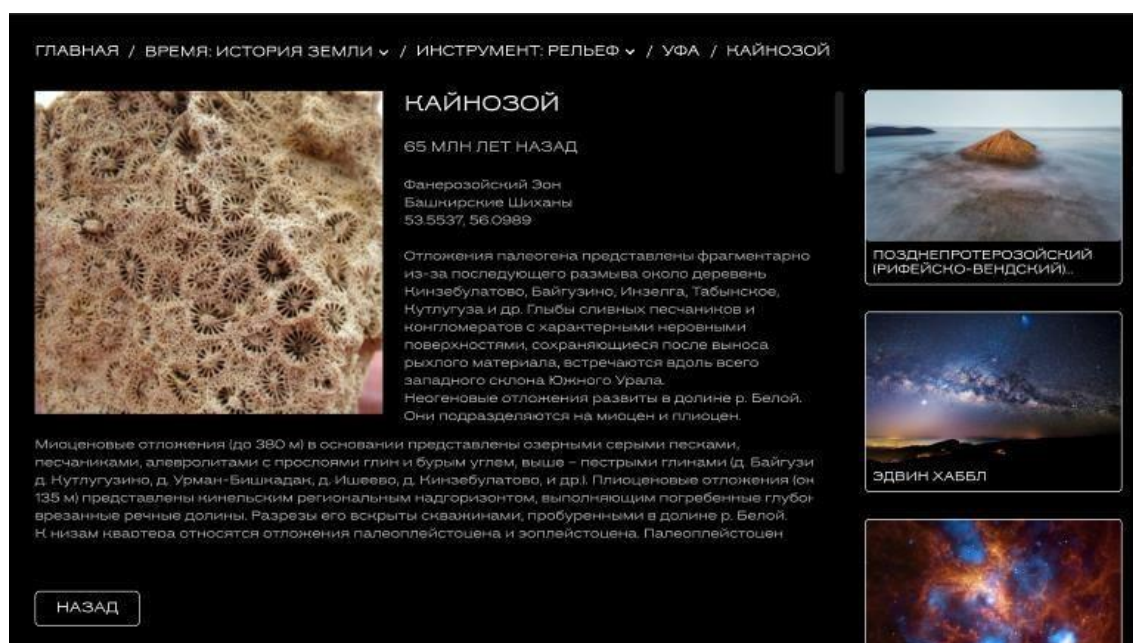 ГЛАВНАЯ / ВРЕМЯ: ИСТОРИЯ ЗЕМЛИ / ИНСТРУМЕНТ: РЕЛЬЕФ / УФА / КАЙНОЗОЙ
КАЙНОЗОЙ
65 МЛН ЛЕТ НАЗАД
Фанерозойский Эон
Башкирские Шиханы
53.5537, 56.0989
Отложения палеогена представлены фрагментарно
из-за последующего размыва около деревень
Кинзебулатово, Байгузино, Инзелга, Табынское,
Кутлугуза и др. Глыбы сливных песчаников и
конгломератов с характерными неровными
поверхностями, сохраняющиеся после выноса
рыхлого материала, встречаются вдоль всего
западного склона Южного Урала.
Неогеновые отложения развиты в долине р. Белой.
Они подразделяются на миоцен и плиоцен.
Миоценовые отложения (до 380 м) в основании представлены озерными серыми песками,
песчаниками, алевролитами с прослоями глин и бурым углем, выше – пестрыми глинами (д. Байгузи
д. Кутлугузино, д. Урман-Бишкадак, д. Ишеево, д. Кинзебулатово, и др.). Плиоценовые отложения (ок
135 м) представлены кинельским региональным надгоризонтом, выполняющим погребенные глубок
врезанные речные долины. Разрезы его вскрыты скважинами, пробуренными в долине р. Белой.
К низам квартера относятся отложения палеоплейстоцена и эоплейстоцена. Палеоплейстоцен
НАЗАД
ПОЗДНЕПРОТЕРОЗОЙСКИЙ
(РИФЕЙСКО-ВЕНДСКИЙ)...
ЭДВИН ХАББЛ